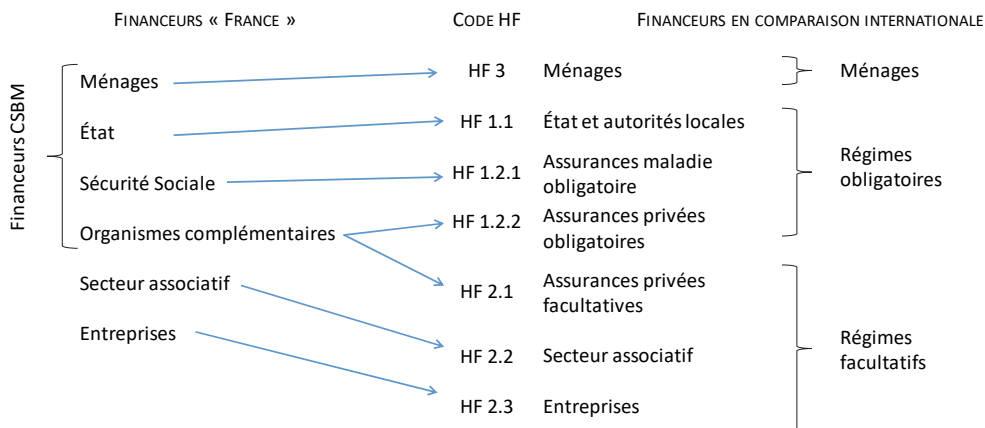 FINANCEURS « FRANCE »
CODE HF
FINANCEURS EN COMPARAISON INTERNATIONALE
Financeurs CSBM
Ménages
HF 3
Ménages
Ménages
État
HF 1.1
État et autorités locales
Sécurité Sociale
HF 1.2.1
Assurances maladie
obligatoire
Régimes
obligatoires
Organismes complémentaires
HF 1.2.2
Assurances privées
obligatoires
Secteur associatif
HF 2.1
Assurances privées
facultatives
Entreprises
HF 2.2
Secteur associatif
Régimes
facultatifs
HF 2.3
Entreprises